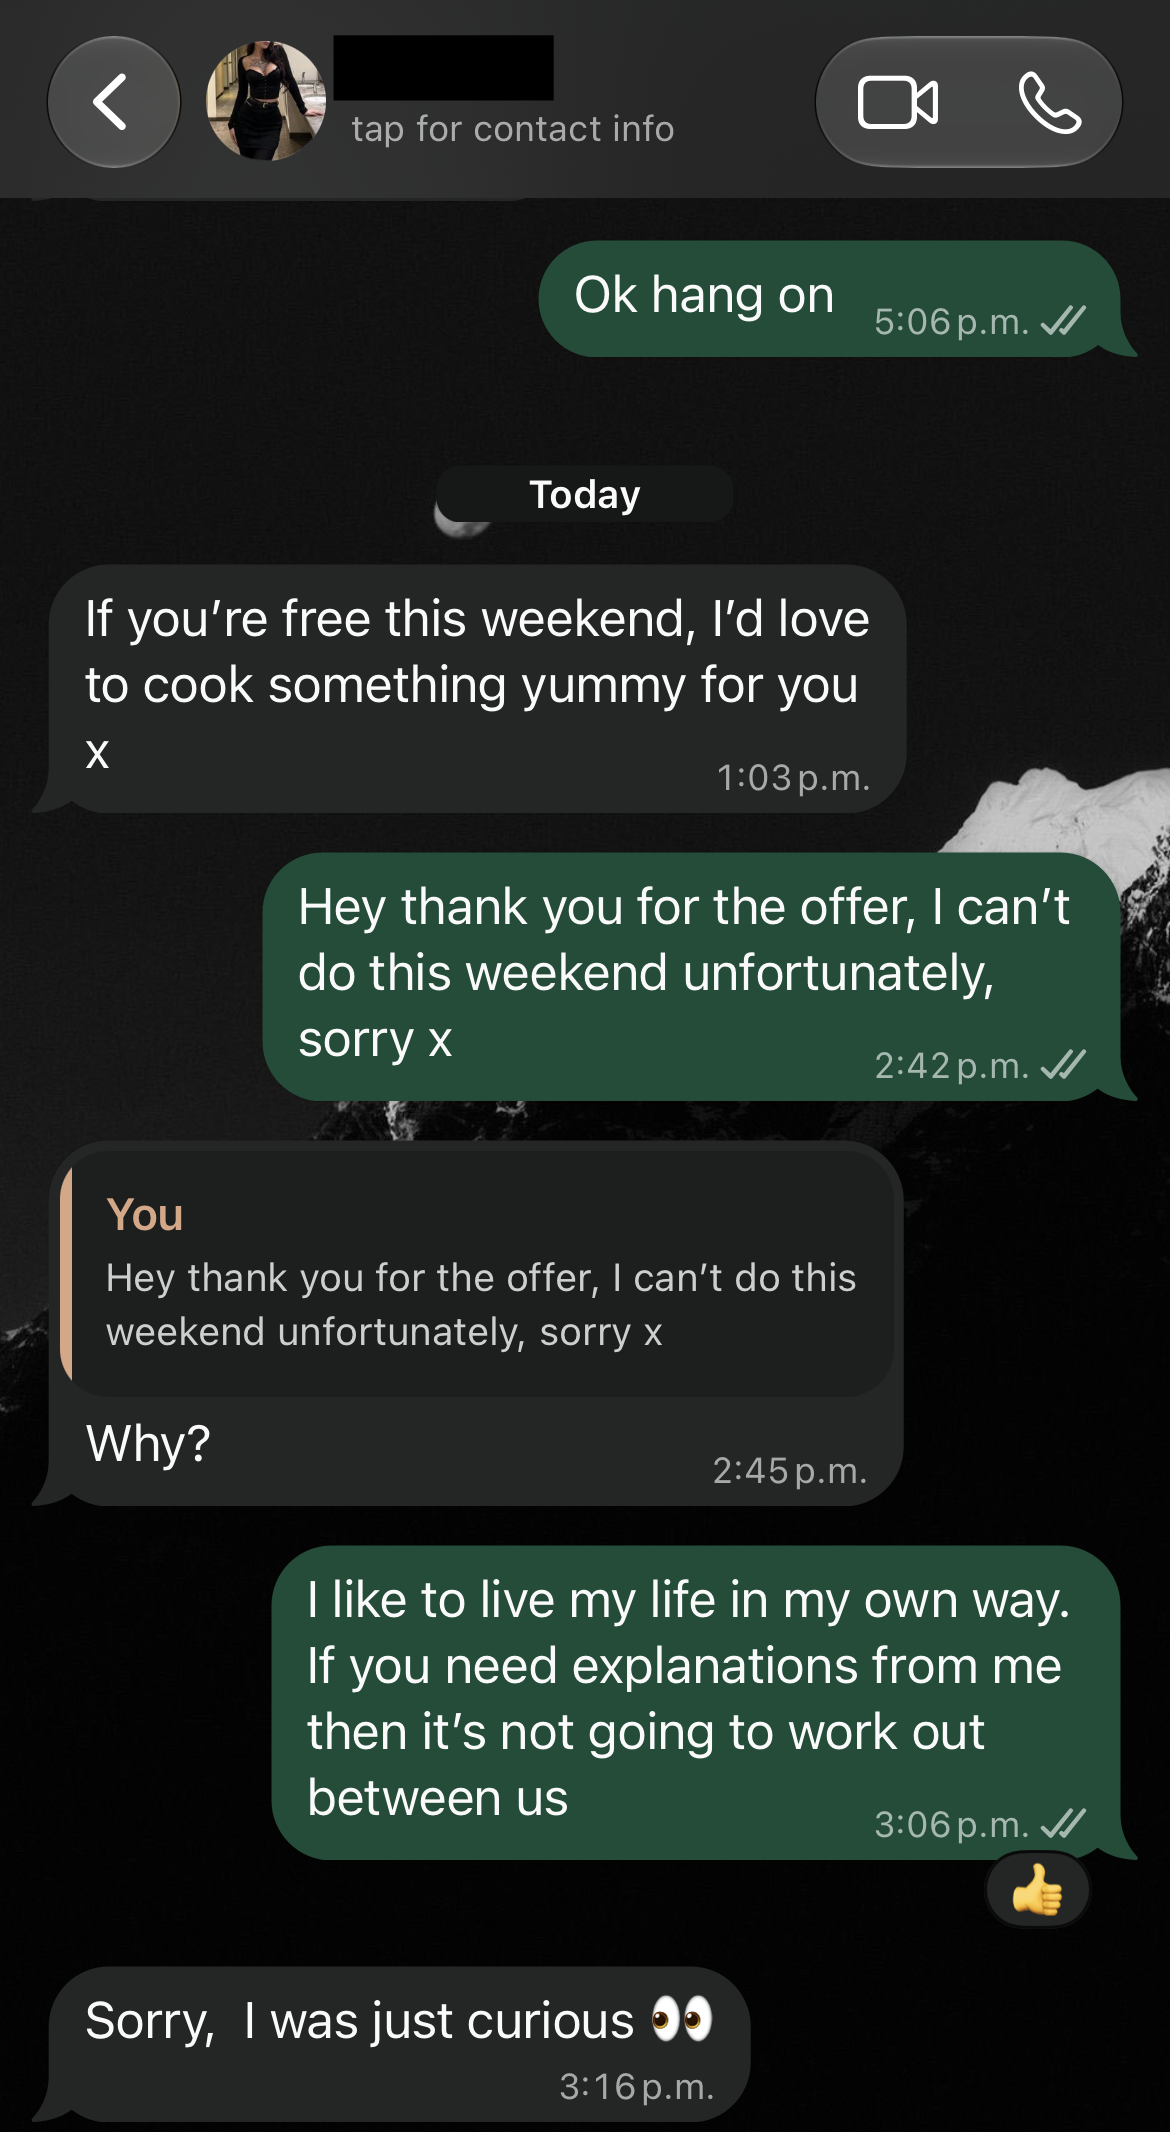 tap for contact info
Ok hang on
5:06 p.m.
Today
If you’re free this weekend, I’d love
to cook something yummy for you
x
1:03 p.m.
Hey thank you for the offer, I can’t
do this weekend unfortunately,
sorry x
2:42 p.m.
You
Hey thank you for the offer, I can’t do this
weekend unfortunately, sorry x
Why?
2:45 p.m.
I like to live my life in my own way.
If you need explanations from me
then it’s not going to work out
between us
3:06 p.m.
👍
Sorry,  I was just curious 👀
3:16 p.m.